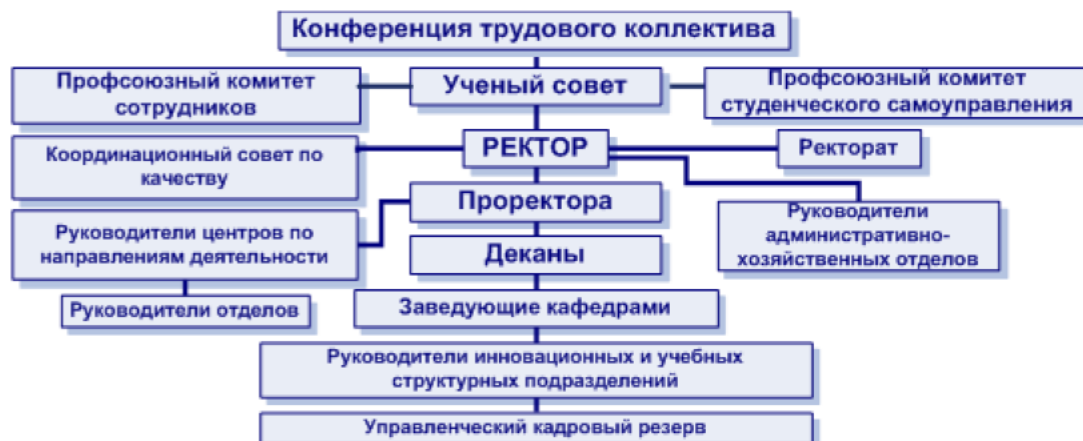 Конференция трудового коллектива
Профсоюзный комитет
сотрудников
Ученый совет
Профсоюзный комитет
студенческого самоуправления
Координационный совет по
качеству
РЕКТОР
Ректорат
Проректора
Руководители центров по
направлениям деятельности
Руководители
административно-
хозяйственных отделов
Деканы
Руководители отделов
Заведующие кафедрами
Руководители инновационных и учебных
структурных подразделений
Управленческий кадровый резерв